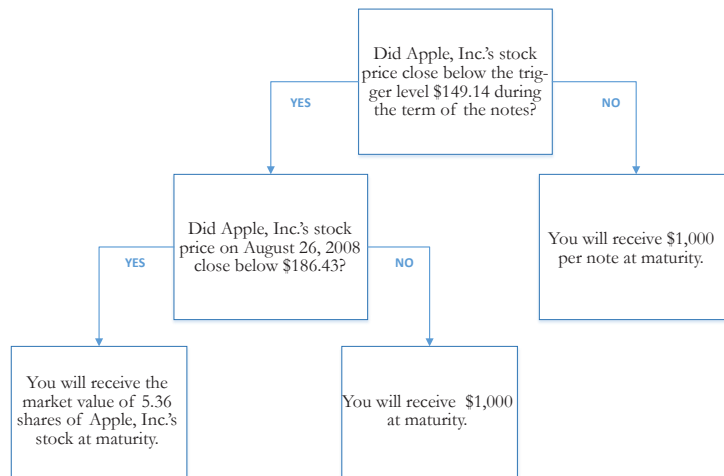 Did Apple, Inc.'s stock
price close below the trig-
ger level $149.14 during
the term of the notes?
YES
NO
Did Apple, Inc.'s stock
price on August 26, 2008
close below $186.43?
You will receive $1,000
per note at maturity.
YES
NO
You will receive the
market value of 5.36
shares of Apple, Inc.'s
stock at maturity.
You will receive $1,000
at maturity.